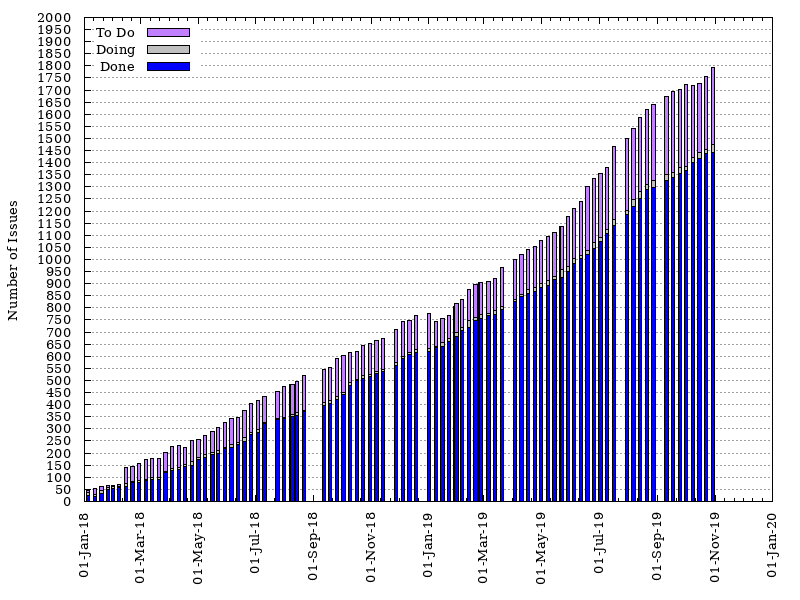 2000
1950
1900
1850
1800
1750
1700
1650
1600
1550
1500
1450
1400
1350
1300
1250
1200
1150
1100
1050
1000
950
900
850
800
750
700
650
600
550
500
450
400
350
300
250
200
150
100
50
0
Number of Issues
To Do
Doing
Done
01-Jan-18
01-Mar-18
01-May-18
01-Jul-18
01-Sep-18
01-Nov-18
01-Jan-19
01-Mar-19
01-May-19
01-Jul-19
01-Sep-19
01-Nov-19
01-Jan-20